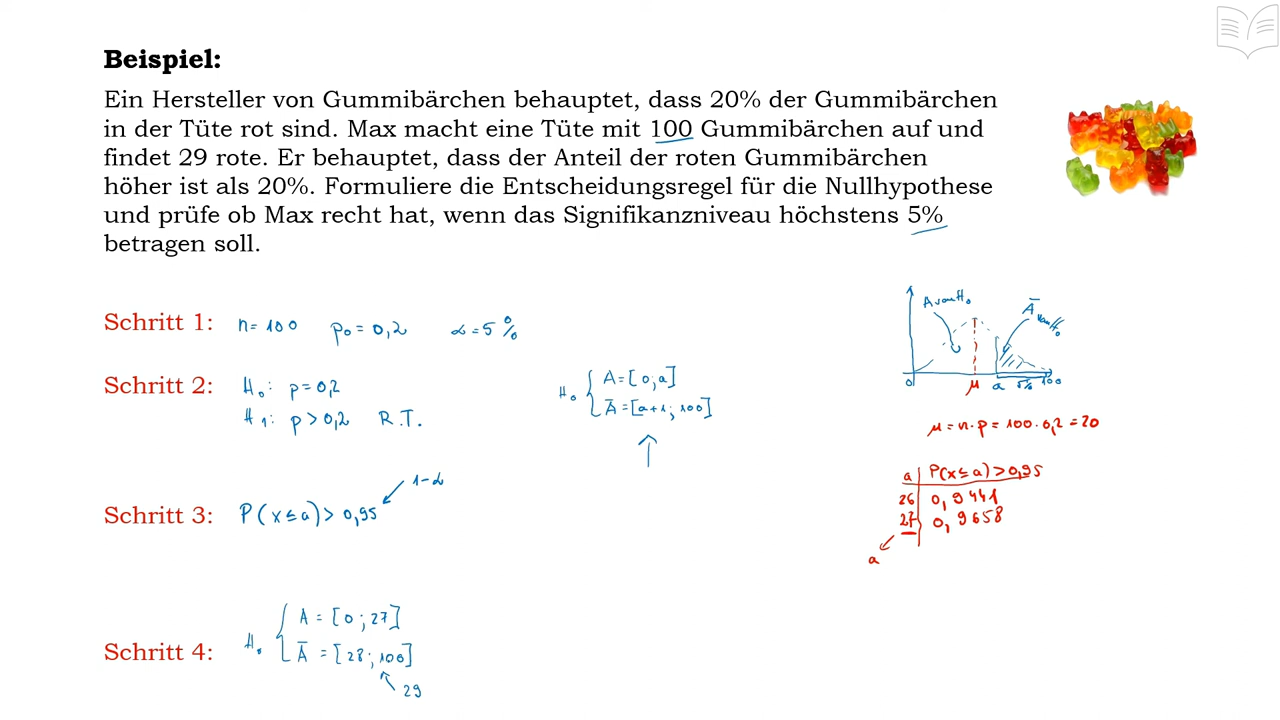 Beispiel:
Ein Hersteller von Gummibärchen behauptet, dass 20% der Gummibärchen
in der Tüte rot sind. Max macht eine Tüte mit 100 Gummibärchen auf und
findet 29 rote. Er behauptet, dass der Anteil der roten Gummibärchen
höher ist als 20%. Formuliere die Entscheidungsregel für die Nullhypothese
und prüfe ob Max recht hat, wenn das Signifikanzniveau höchstens 5%
betragen soll.
Schritt 1: n=100 p₀=0,2 α=5%
Schritt 2: H₀: p=0,2
H₁: p>0,2 R.T.
H₀ { A=[0;a]
Ā=[a+1;100]
Schritt 3: P(x≤a)>0,95
1-α
Schritt 4: H₀ { A=[0;27]
Ā=[28;100]
29
A von H₀
Ā von H₀
0 μ a 5% 100
μ=n·p=100·0,2=20
a P(x≤a)>0,95
26 0,9441
27 0,9658
a